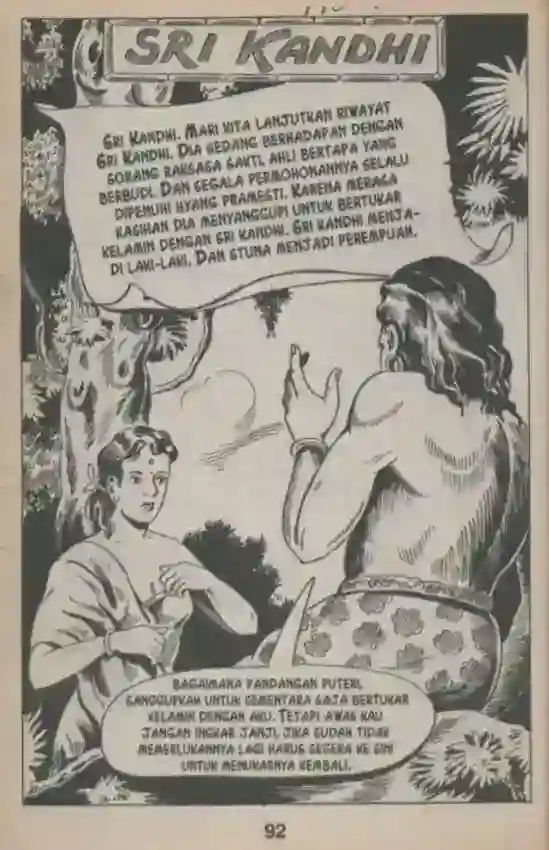 SRI KANDHI
SRI KANDHI. MARI KITA LANJUTKAN RIWAYAT
SRI KANDHI. DIA SEDANG BERHADAPAN DENGAN
SORANG RAKSASA SAKTI, AHLI BERTAPA YANG
BERBUDI. DAN SEGALA PERMOHONANNYA SELALU
DIPENUHI HYANG PRAMESTI. KARENA MERASA
KASIHAN DIA MENYANGGUPI UNTUK BERTUKAR
KELAMIN DENGAN SRI KANDHI. SRI KANDHI MENJA-
DI LAKI-LAKI. DAN STUNA MENJADI PEREMPUAN.
BAGAIMANA PANDANGAN PUTERI,
SANGGUPKAH UNTUK SEMENTARA SAJA BERTUKAR
KELAMIN DENGAN AKU. TETAPI AWAS KAU
JANGAN INGKAR JANJI. JIKA SUDAH TIDAK
MEMERLUKANNYA LAGI HARUS SEGERA KE SINI
UNTUK MENUKARNYA KEMBALI.
92